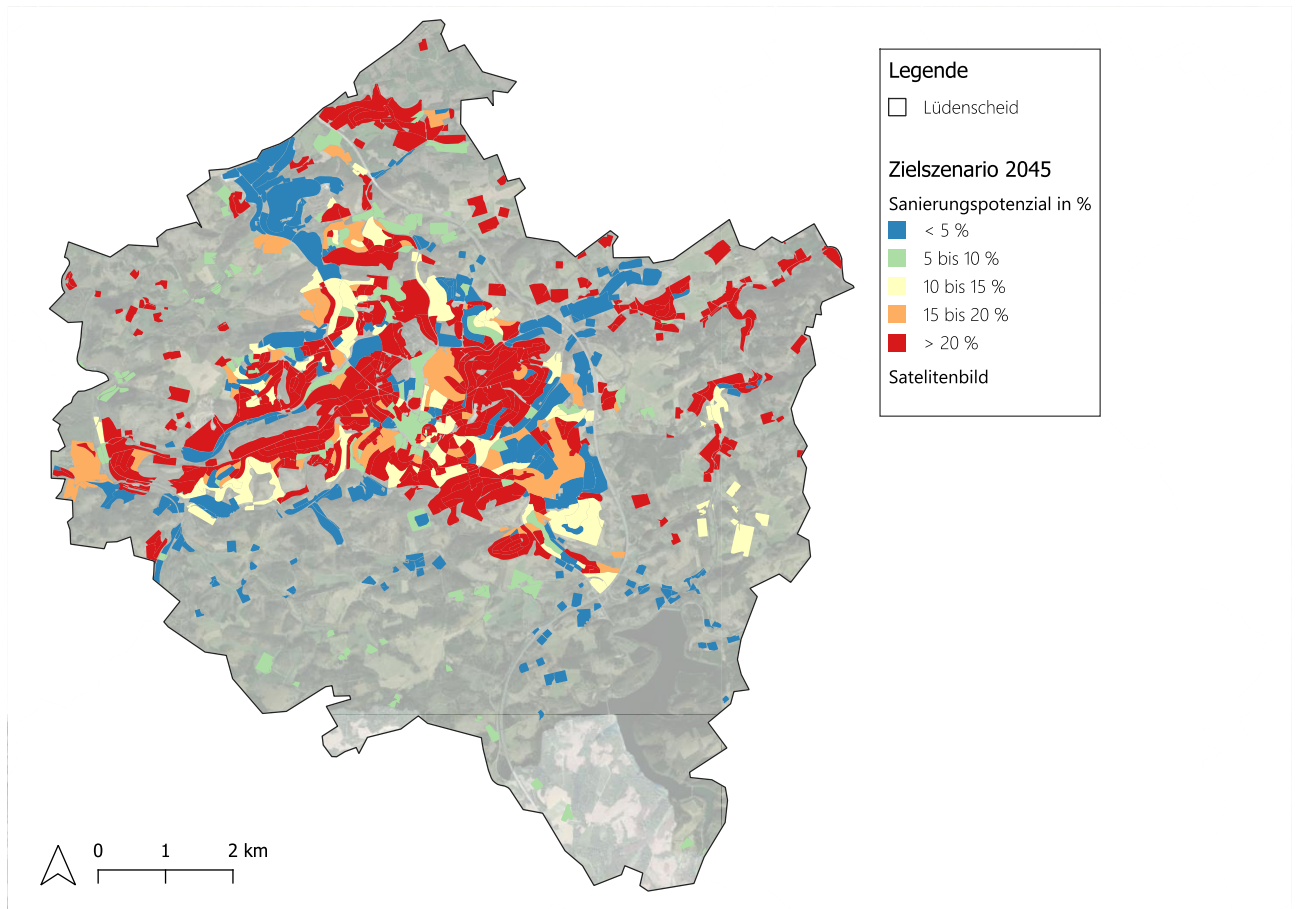 Legende
Lüdenscheid
Zielszenario 2045
Sanierungspotenzial in %
< 5 %
5 bis 10 %
10 bis 15 %
15 bis 20 %
> 20 %
Satelitenbild
0 1 2 km